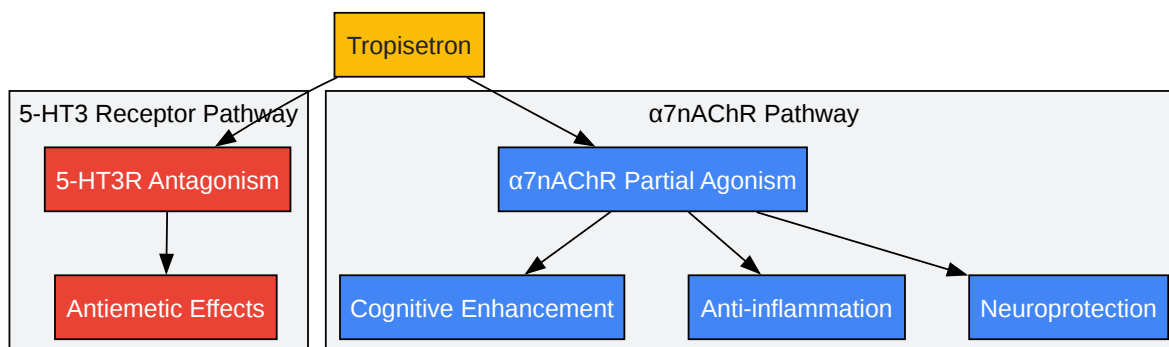 Tropisetron
5-HT3 Receptor Pathway
α7nAChR Pathway
5-HT3R Antagonism
α7nAChR Partial Agonism
Antiemetic Effects
Cognitive Enhancement
Anti-inflammation
Neuroprotection